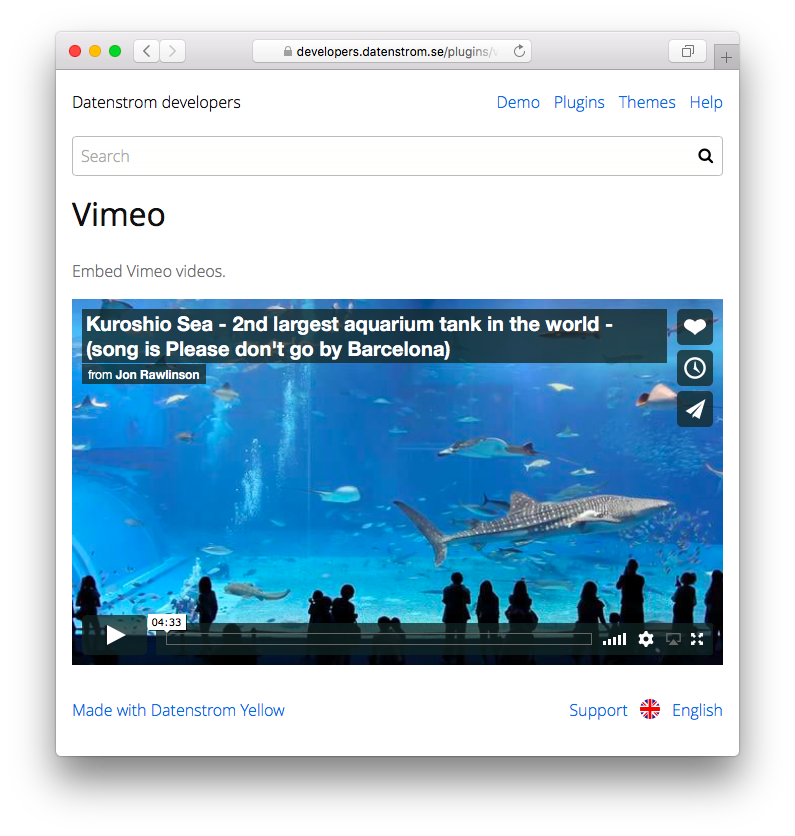 developers.datenstrom.se/plugins/
Datenstrom developers
Demo Plugins Themes Help
Search
Vimeo
Embed Vimeo videos.
Kuroshio Sea - 2nd largest aquarium tank in the world -
(song is Please don't go by Barcelona)
from Jon Rawlinson
04:33
Made with Datenstrom Yellow
Support English